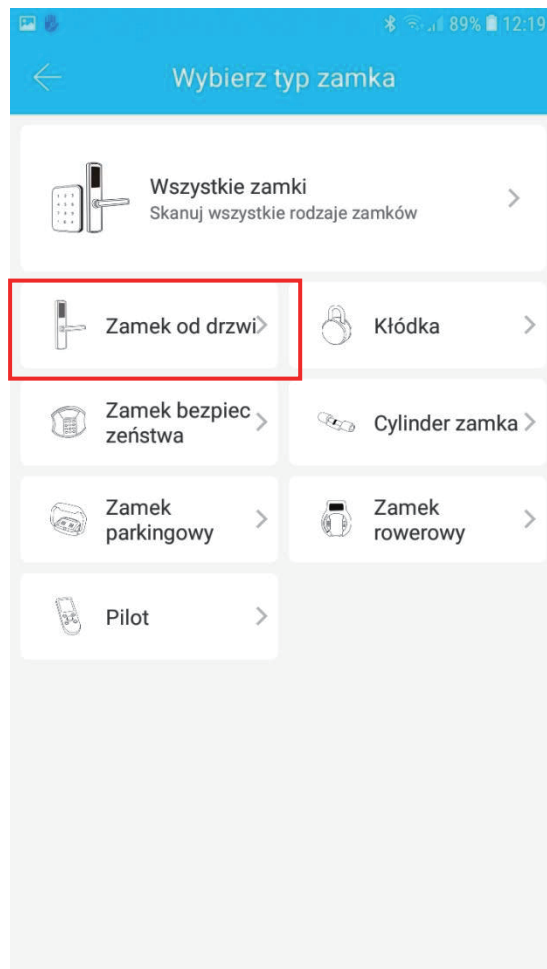 89% 12:19
Wybierz typ zamka
Wszystkie zamki
Skanuj wszystkie rodzaje zamków
Zamek od drzwi
Kłódka
Zamek bezpiec
zeństwa
Cylinder zamka
Zamek
parkingowy
Zamek
rowerowy
Pilot